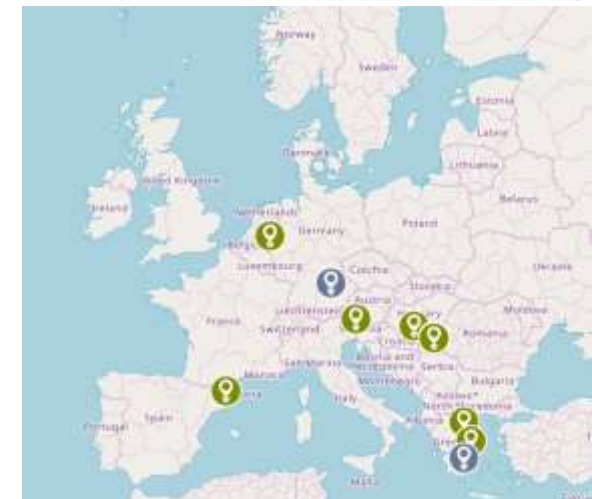 Norway
Sweden
Estonia
Latvia
Denmark
Lithuania
United Kingdom
Ireland
Belarus
Netherlands
Poland
Germany
Luxembourg
Czechia
Ukraine
Slovakia
Austria
Liechtenstein
Moldova
France
Switzerland
Romania
San Marino
Bosnia and
Serbia
Monaco
Montenegro
Bulgaria
Italy
Kosovo*
North Macedonia
Albania
Spain
Portugal
Malta